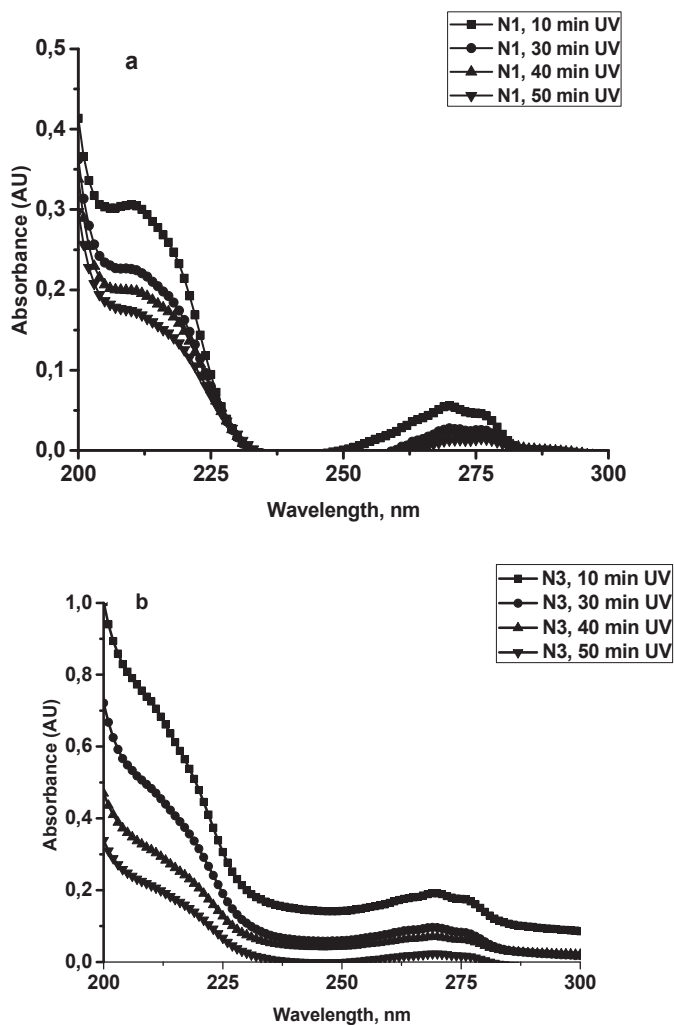 N1, 10 min UV
N1, 30 min UV
N1, 40 min UV
N1, 50 min UV
a
0,5
0,4
0,3
0,2
0,1
0,0
Absorbance (AU)
200 225 250 275 300
Wavelength, nm
N3, 10 min UV
N3, 30 min UV
N3, 40 min UV
N3, 50 min UV
b
1,0
0,8
0,6
0,4
0,2
0,0
Absorbance (AU)
200 225 250 275 300
Wavelength, nm